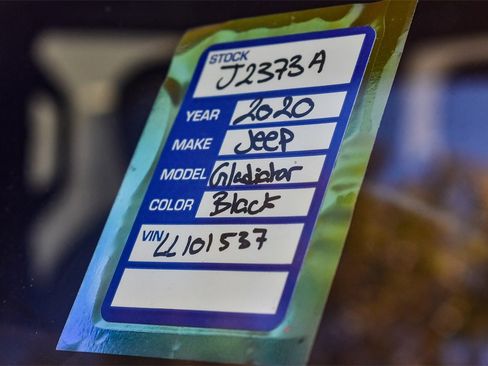 STOCK
J2373A
YEAR 2020
MAKE Jeep
MODEL Gladiator
COLOR Black
VIN LL101537